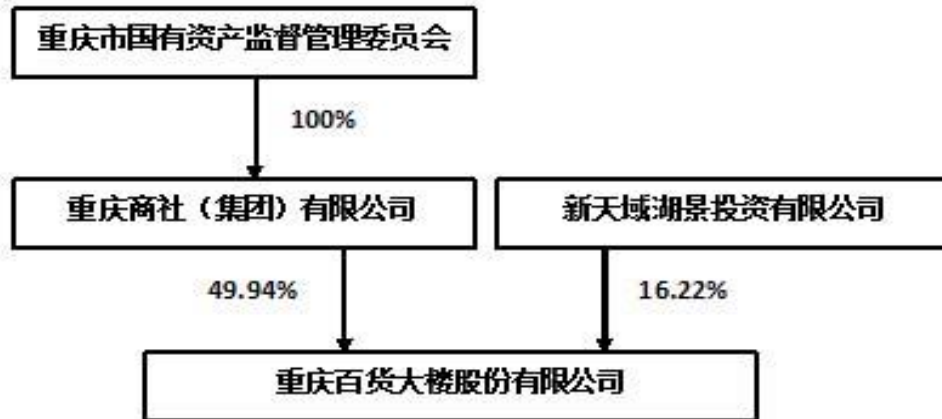 重庆市国有资产监督管理委员会
100%
重庆商社（集团）有限公司
新天域湖景投资有限公司
49.94%
16.22%
重庆百货大楼股份有限公司